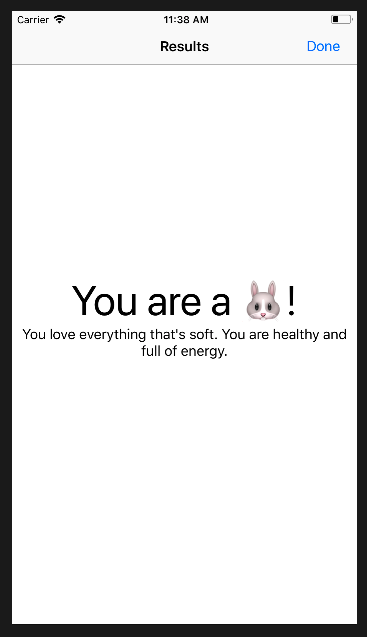 Carrier 11:38 AM
Results Done
You are a 🐰!
You love everything that's soft. You are healthy and
full of energy.